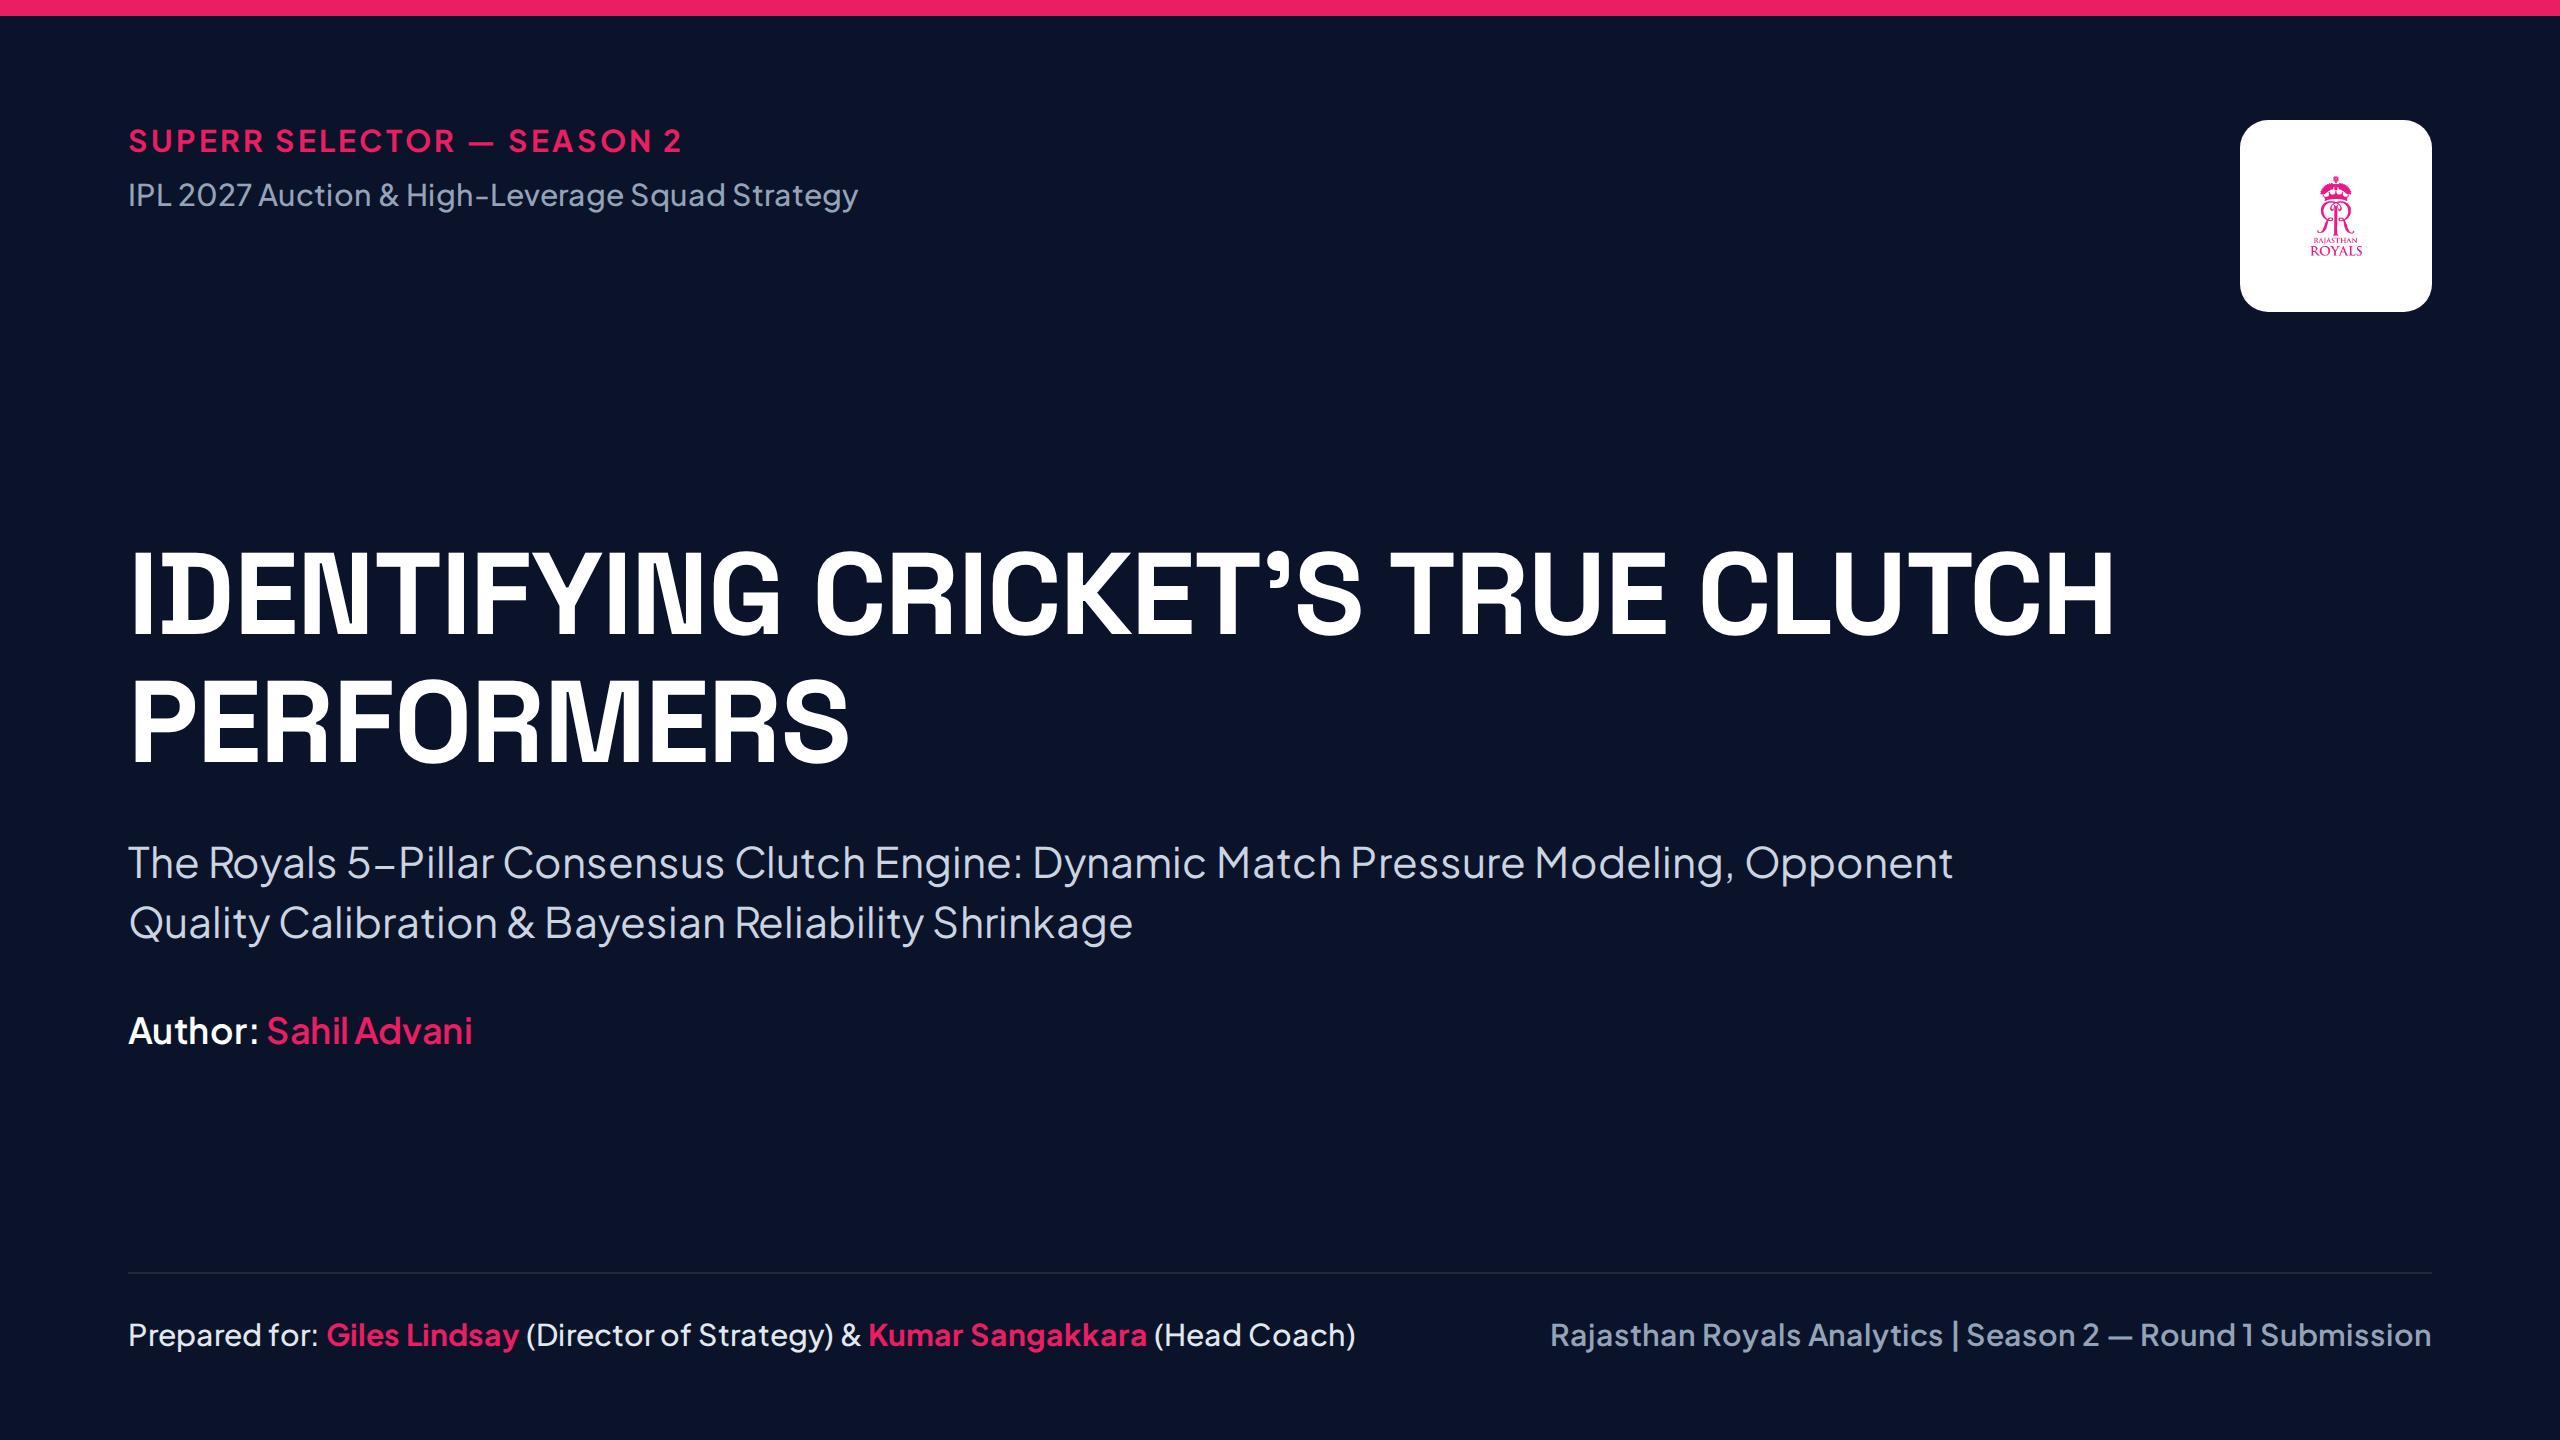 SUPERR SELECTOR — SEASON 2
IPL 2027 Auction & High-Leverage Squad Strategy
RAJASTHAN
ROYALS
IDENTIFYING CRICKET’S TRUE CLUTCH
PERFORMERS
The Royals 5–Pillar Consensus Clutch Engine: Dynamic Match Pressure Modeling, Opponent
Quality Calibration & Bayesian Reliability Shrinkage
Author: Sahil Advani
Prepared for: Giles Lindsay (Director of Strategy) & Kumar Sangakkara (Head Coach)
Rajasthan Royals Analytics | Season 2 — Round 1 Submission